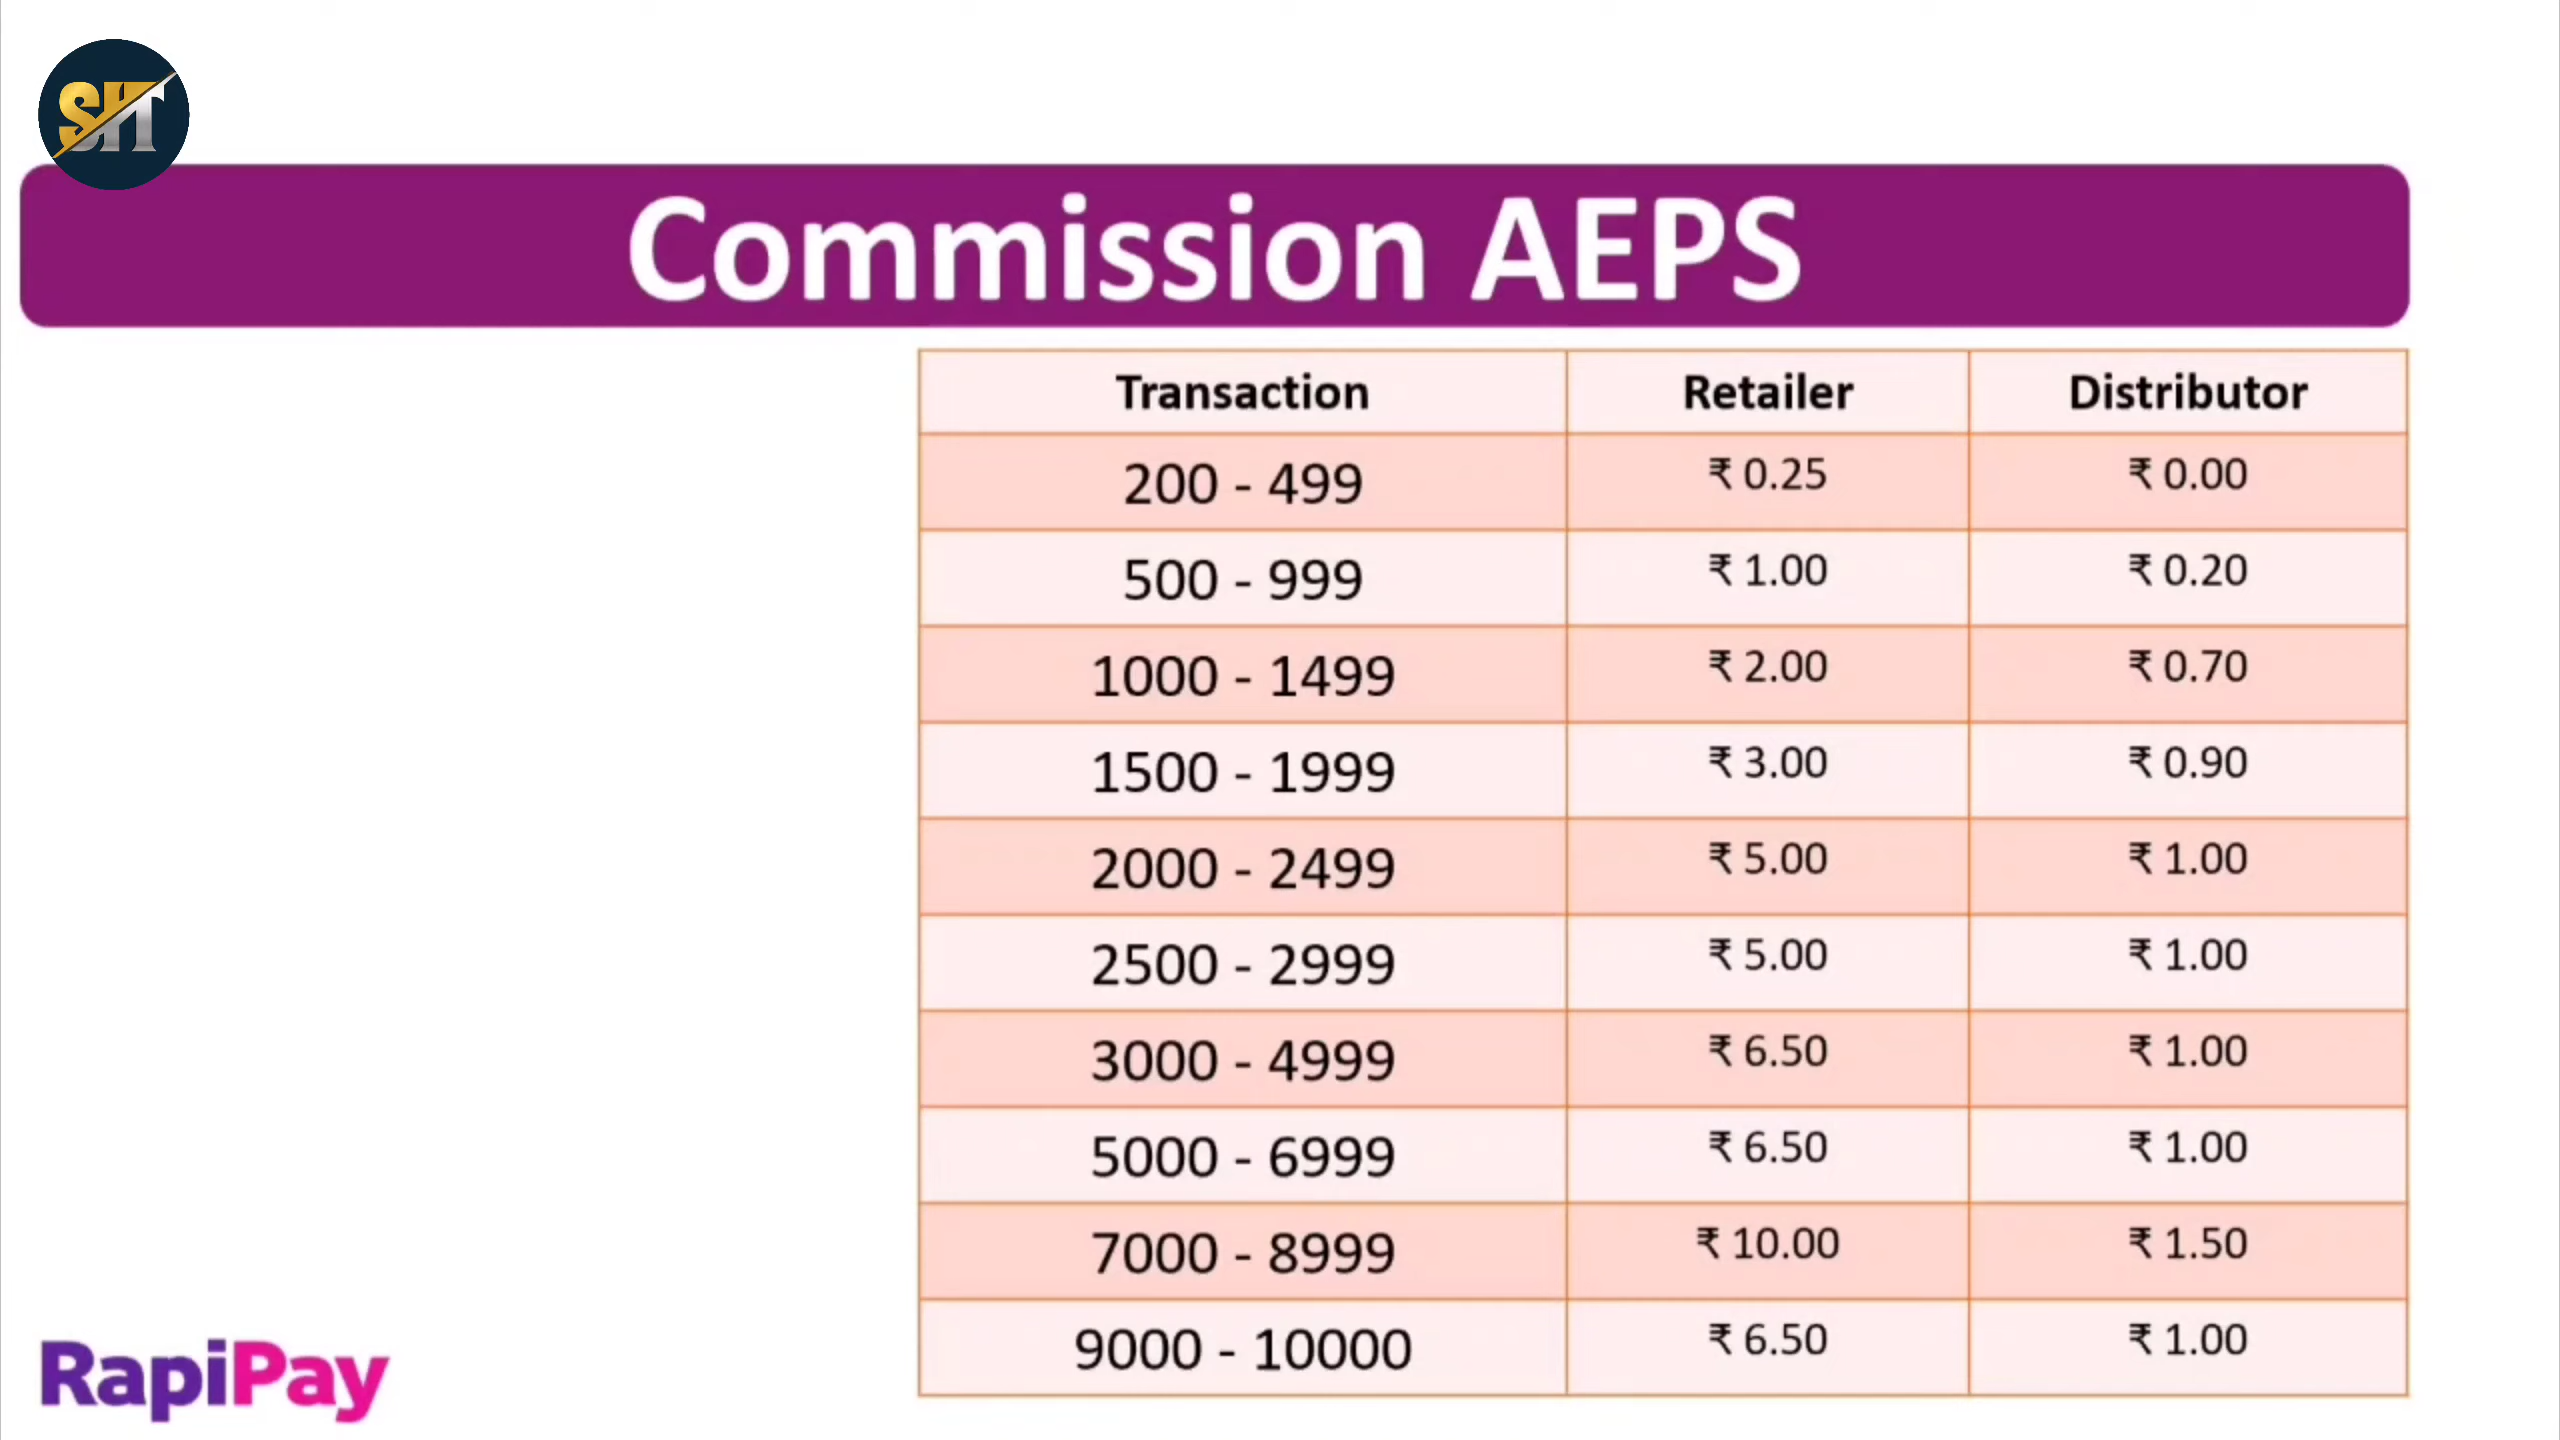 SHT
Commission AEPS
Transaction Retailer Distributor
200 - 499 ₹ 0.25 ₹ 0.00
500 - 999 ₹ 1.00 ₹ 0.20
1000 - 1499 ₹ 2.00 ₹ 0.70
1500 - 1999 ₹ 3.00 ₹ 0.90
2000 - 2499 ₹ 5.00 ₹ 1.00
2500 - 2999 ₹ 5.00 ₹ 1.00
3000 - 4999 ₹ 6.50 ₹ 1.00
5000 - 6999 ₹ 6.50 ₹ 1.00
7000 - 8999 ₹ 10.00 ₹ 1.50
9000 - 10000 ₹ 6.50 ₹ 1.00
RapiPay